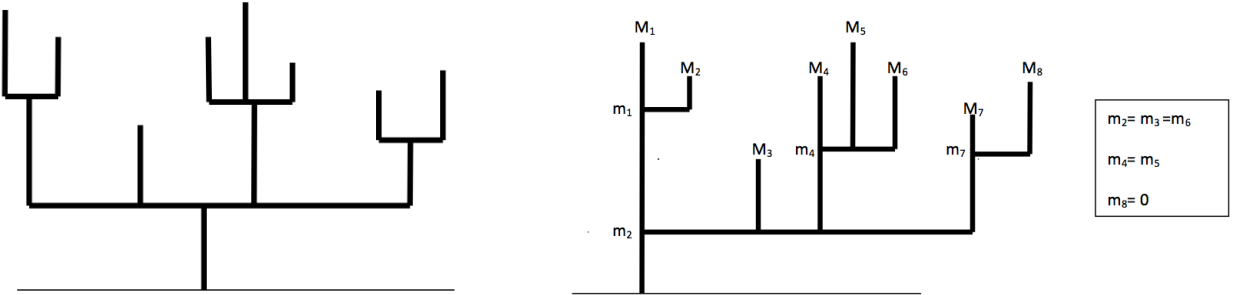 M₁
M₅
M₂
M₄
M₆
M₈
m₁
M₇
m₂= m₃ =m₆
M₃
m₄
m₇
m₄= m₅
m₈= 0
m₂